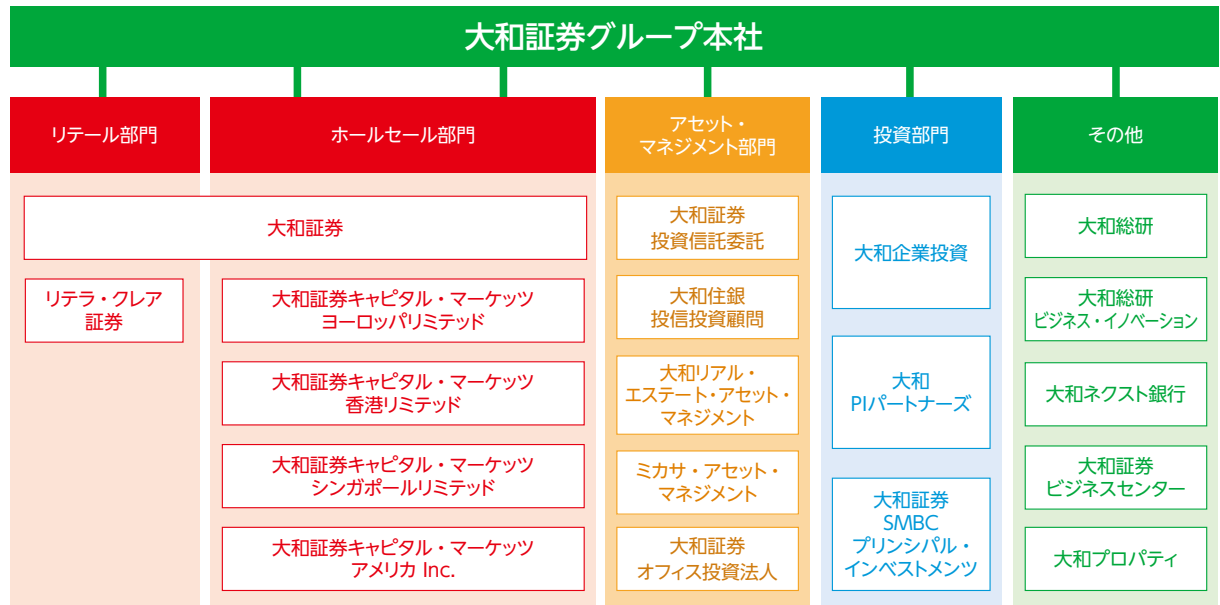 大和証券グループ本社
リテール部門
ホールセール部門
アセット・
マネジメント部門
投資部門
その他
大和証券
リテラ・クレア
証券
大和証券キャピタル・マーケッツ
ヨーロッパリミテッド
大和証券キャピタル・マーケッツ
香港リミテッド
大和証券キャピタル・マーケッツ
シンガポールリミテッド
大和証券キャピタル・マーケッツ
アメリカ Inc.
大和証券
投資信託委託
大和住銀
投信投資顧問
大和リアル・
エステート・アセット・
マネジメント
ミカサ・アセット・
マネジメント
大和証券
オフィス投資法人
大和企業投資
大和
PIパートナーズ
大和証券
SMBC
プリンシパル・
インベストメンツ
大和総研
大和総研
ビジネス・イノベーション
大和ネクスト銀行
大和証券
ビジネスセンター
大和プロパティ